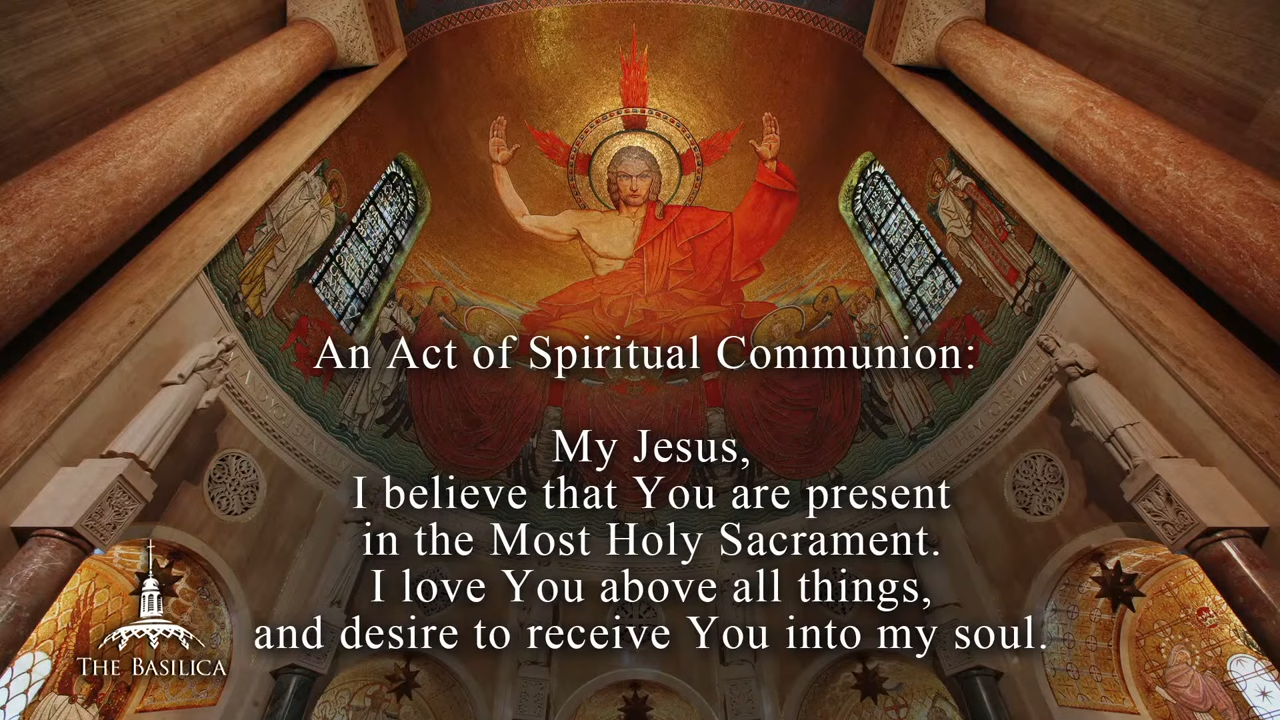 An Act of Spiritual Communion:
My Jesus,
I believe that You are present
in the Most Holy Sacrament.
I love You above all things,
and desire to receive You into my soul.
THE BASILICA